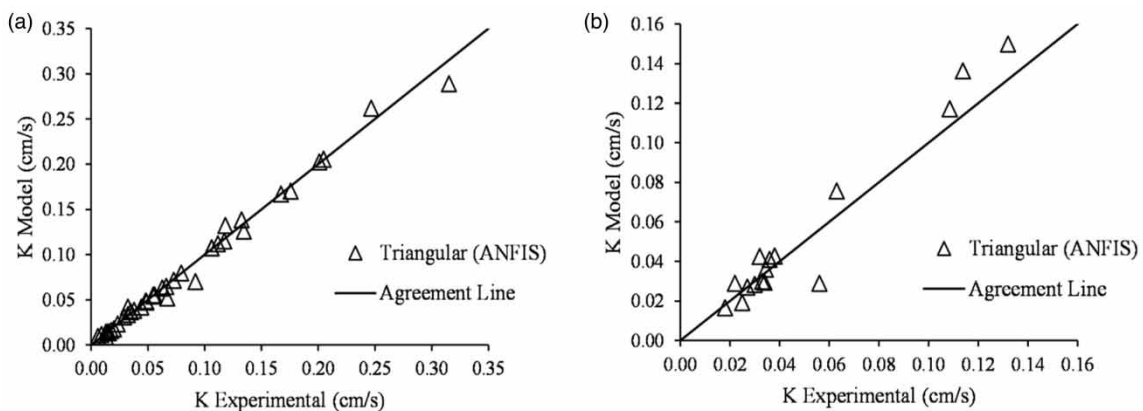 (a)
0.35
0.30
0.25
0.20
0.15
0.10
0.05
0.00
K Model (cm/s)
0.00 0.05 0.10 0.15 0.20 0.25 0.30 0.35
K Experimental (cm/s)
Triangular (ANFIS)
Agreement Line
(b)
0.16
0.14
0.12
0.10
0.08
0.06
0.04
0.02
0.00
K Model (cm/s)
0.00 0.02 0.04 0.06 0.08 0.10 0.12 0.14 0.16
K Experimental (cm/s)
Triangular (ANFIS)
Agreement Line